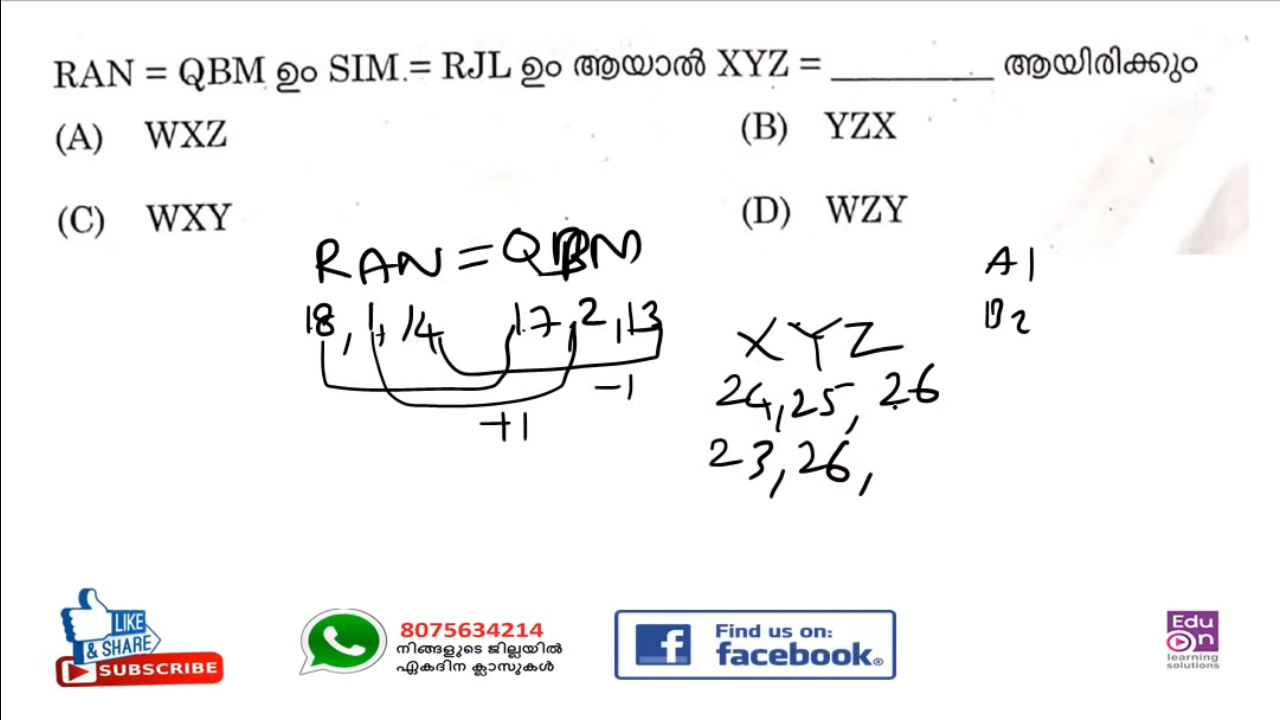 RAN = QBM ഉം SIM.= RJL ഉം ആയാൽ XYZ = ________ ആയിരിക്കും
(A) WXZ
(B) YZX
(C) WXY
(D) WZY
RAN = QBM
18, 1, 14 17, 2, 13
-1
+1
XYZ
24, 25, 26
23, 26,
A 1
B 2
LIKE
& SHARE
SUBSCRIBE
8075634214
നിങ്ങളുടെ ജില്ലയിൽ
ഏകദിന ക്ലാസുകൾ
Find us on:
facebook®
Edu
On
learning
solutions